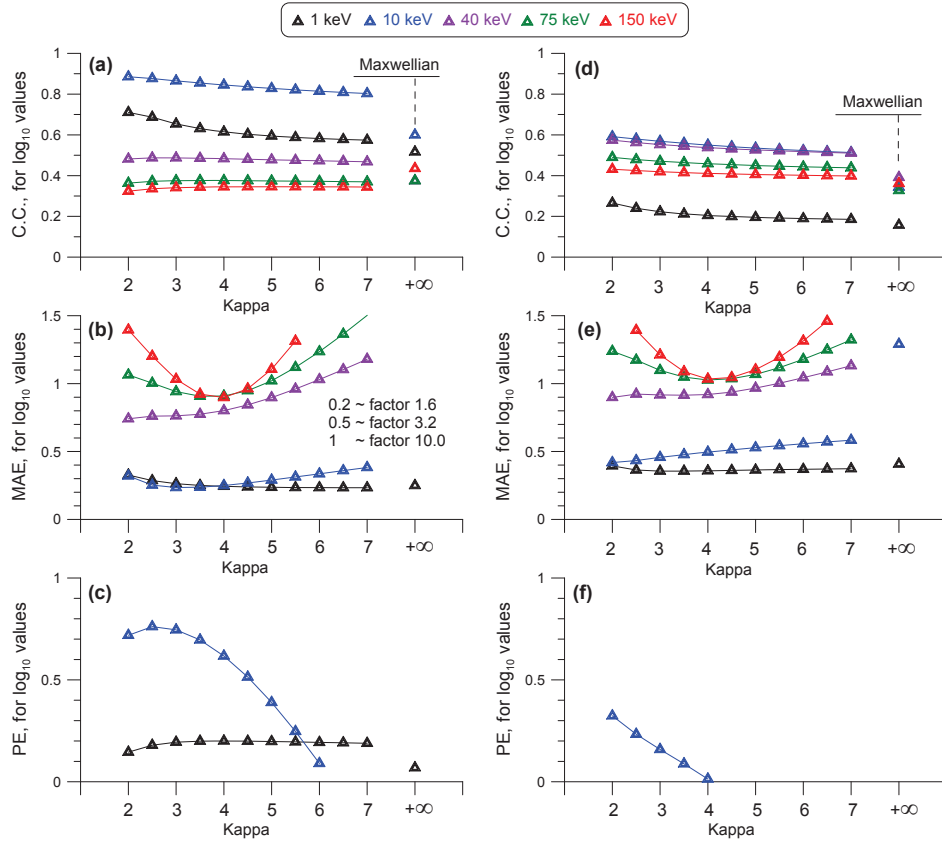 1 keV 10 keV 40 keV 75 keV 150 keV
(a)
C.C., for log10 values
1
0.8
0.6
0.4
0.2
0
Maxwellian
2 3 4 5 6 7 +∞
Kappa
(d)
C.C., for log10 values
1
0.8
0.6
0.4
0.2
0
Maxwellian
2 3 4 5 6 7 +∞
Kappa
(b)
MAE, for log10 values
1.5
1
0.5
0
0.2 ~ factor 1.6
0.5 ~ factor 3.2
1 ~ factor 10.0
2 3 4 5 6 7 +∞
Kappa
(e)
MAE, for log10 values
1.5
1
0.5
0
2 3 4 5 6 7 +∞
Kappa
(c)
PE, for log10 values
1
0.5
0
2 3 4 5 6 7 +∞
Kappa
(f)
PE, for log10 values
1
0.5
0
2 3 4 5 6 7 +∞
Kappa